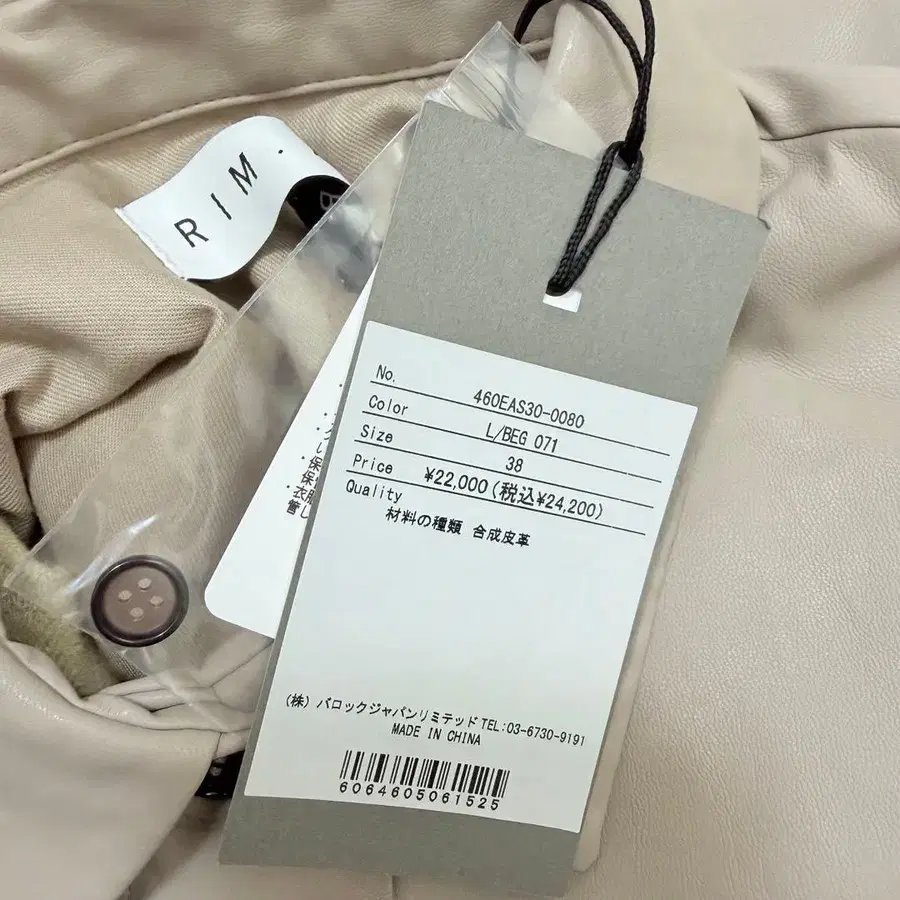 RIM.
No. 460EAS30-0080
Color L/BEG 071
Size 38
Price ¥22,000(税込¥24,200)
Quality
材料の種類 合成皮革
(株) バロックジャパンリミテッド TEL:03-6730-9191
MADE IN CHINA
6064605061525